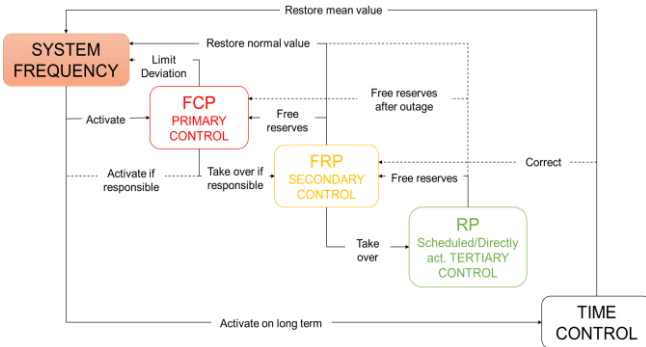 Restore mean value
SYSTEM
FREQUENCY
Restore normal value
Limit
Deviation
Free reserves
after outage
FCP
PRIMARY
CONTROL
Activate
Free
reserves
FRP
SECONDARY
CONTROL
Correct
Activate if
responsible
Take over if
responsible
Free reserves
RP
Scheduled/Directly
act. TERTIARY
CONTROL
Take
over
TIME
CONTROL
Activate on long term